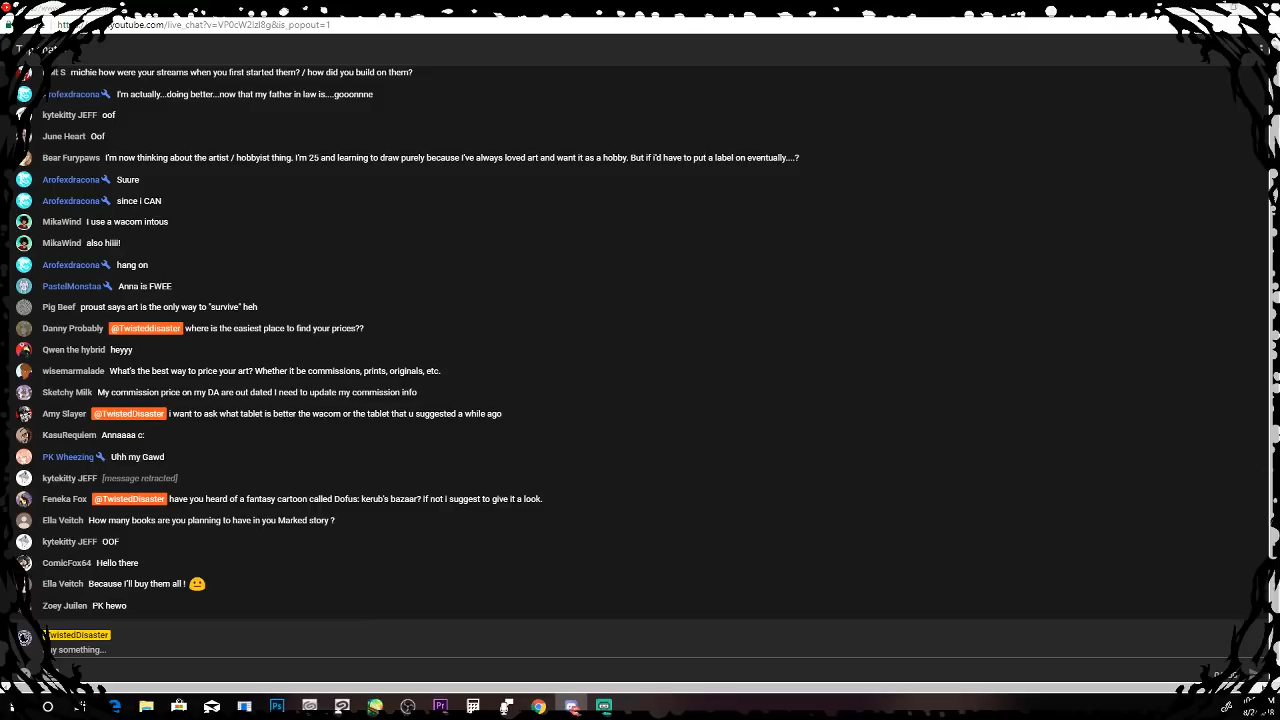 youtube.com/live_chat?v=VP0cW2IzI8g&is_popout=1
S michie how were your streams when you first started them? / how did you build on them?
rofexdracona I'm actually...doing better...now that my father in law is....gooonnne
kytekitty JEFF oof
June Heart Oof
Bear Furypaws I'm now thinking about the artist / hobbyist thing. I'm 25 and learning to draw purely because I've always loved art and want it as a hobby. But if i'd have to put a label on eventually....?
Arofexdracona Suure
Arofexdracona since i CAN
MikaWind I use a wacom intous
MikaWind also hiiii!
Arofexdracona hang on
PastelMonstaa Anna is FWEE
Pig Beef proust says art is the only way to "survive" heh
Danny Probably @Twisteddisaster where is the easiest place to find your prices??
Qwen the hybrid heyyy
wisemarmalade What's the best way to price your art? Whether it be commissions, prints, originals, etc.
Sketchy Milk My commission price on my DA are out dated I need to update my commission info
Amy Slayer @TwistedDisaster i want to ask what tablet is better the wacom or the tablet that u suggested a while ago
KasuRequiem Annaaaa c:
PK Wheezing Uhh my Gawd
kytekitty JEFF [message retracted]
Feneka Fox @TwistedDisaster have you heard of a fantasy cartoon called Dofus: kerub's bazaar? If not i suggest to give it a look.
Ella Veitch How many books are you planning to have in you Marked story ?
kytekitty JEFF OOF
ComicFox64 Hello there
Ella Veitch Because I'll buy them all !
Zoey Juilen PK hewo
TwistedDisaster
ay something...